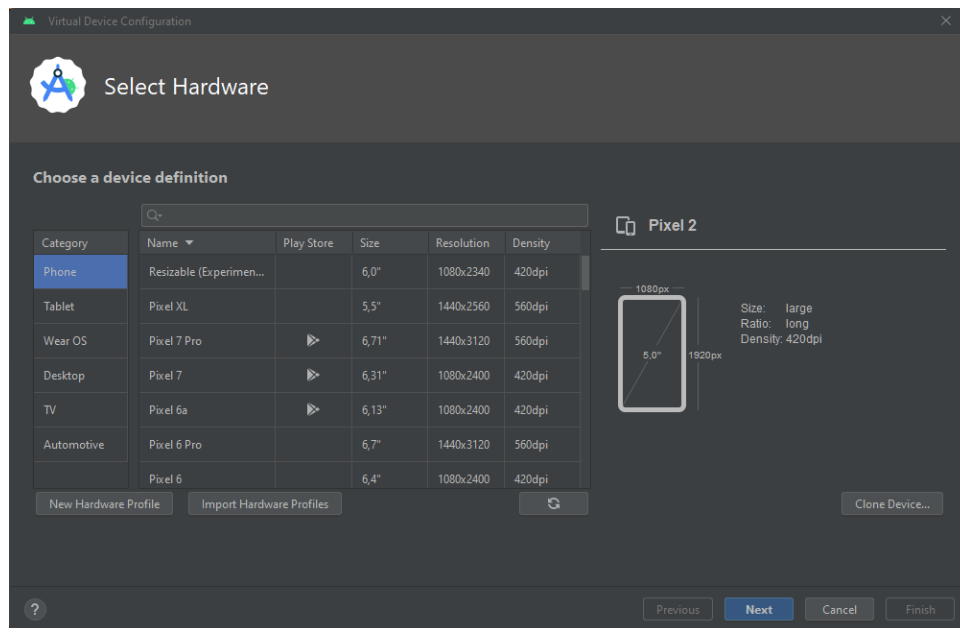 Virtual Device Configuration
Select Hardware
Choose a device definition
Category
Phone
Tablet
Wear OS
Desktop
TV
Automotive
Name Play Store Size Resolution Density
Resizable (Experimen... 6,0" 1080x2340 420dpi
Pixel XL 5,5" 1440x2560 560dpi
Pixel 7 Pro 6,71" 1440x3120 560dpi
Pixel 7 6,31" 1080x2400 420dpi
Pixel 6a 6,13" 1080x2400 420dpi
Pixel 6 Pro 6,7" 1440x3120 560dpi
Pixel 6 6,4" 1080x2400 420dpi
New Hardware Profile Import Hardware Profiles
Pixel 2
1080px
5,0"
1920px
Size: large
Ratio: long
Density: 420dpi
Clone Device...
? Previous Next Cancel Finish